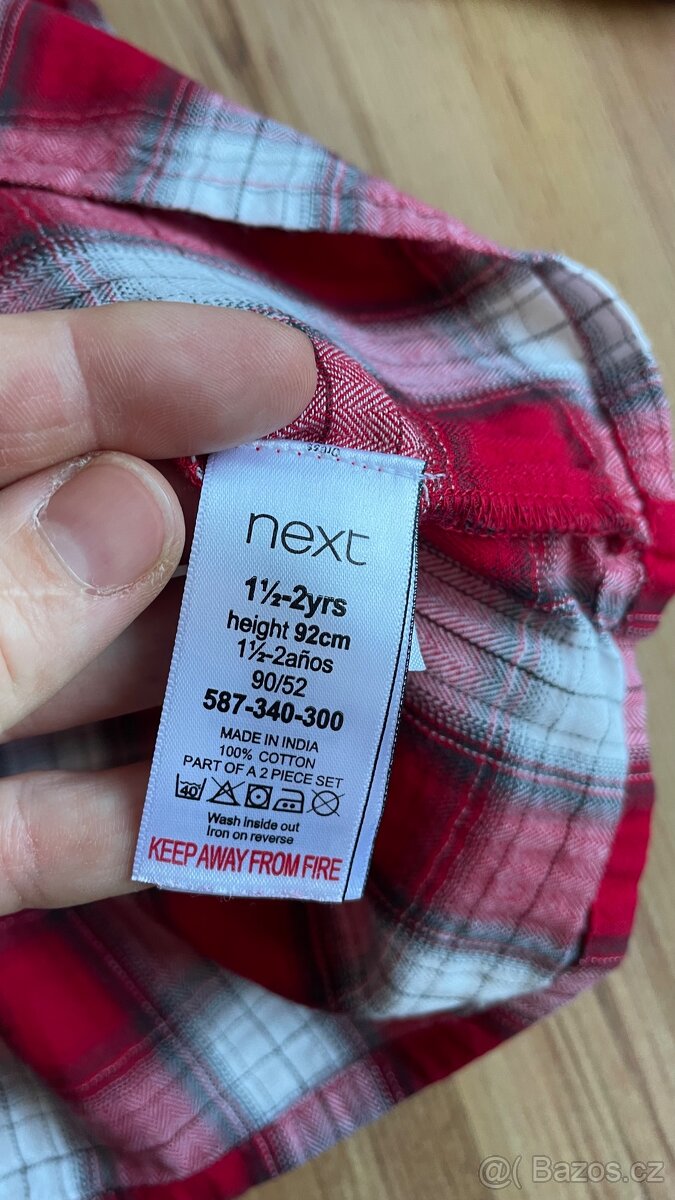 next
1½-2yrs
height 92cm
1½-2años
90/52
587-340-300
MADE IN INDIA
100% COTTON
PART OF A 2 PIECE SET
40°
Wash inside out
Iron on reverse
KEEP AWAY FROM FIRE
@( Bazos.cz